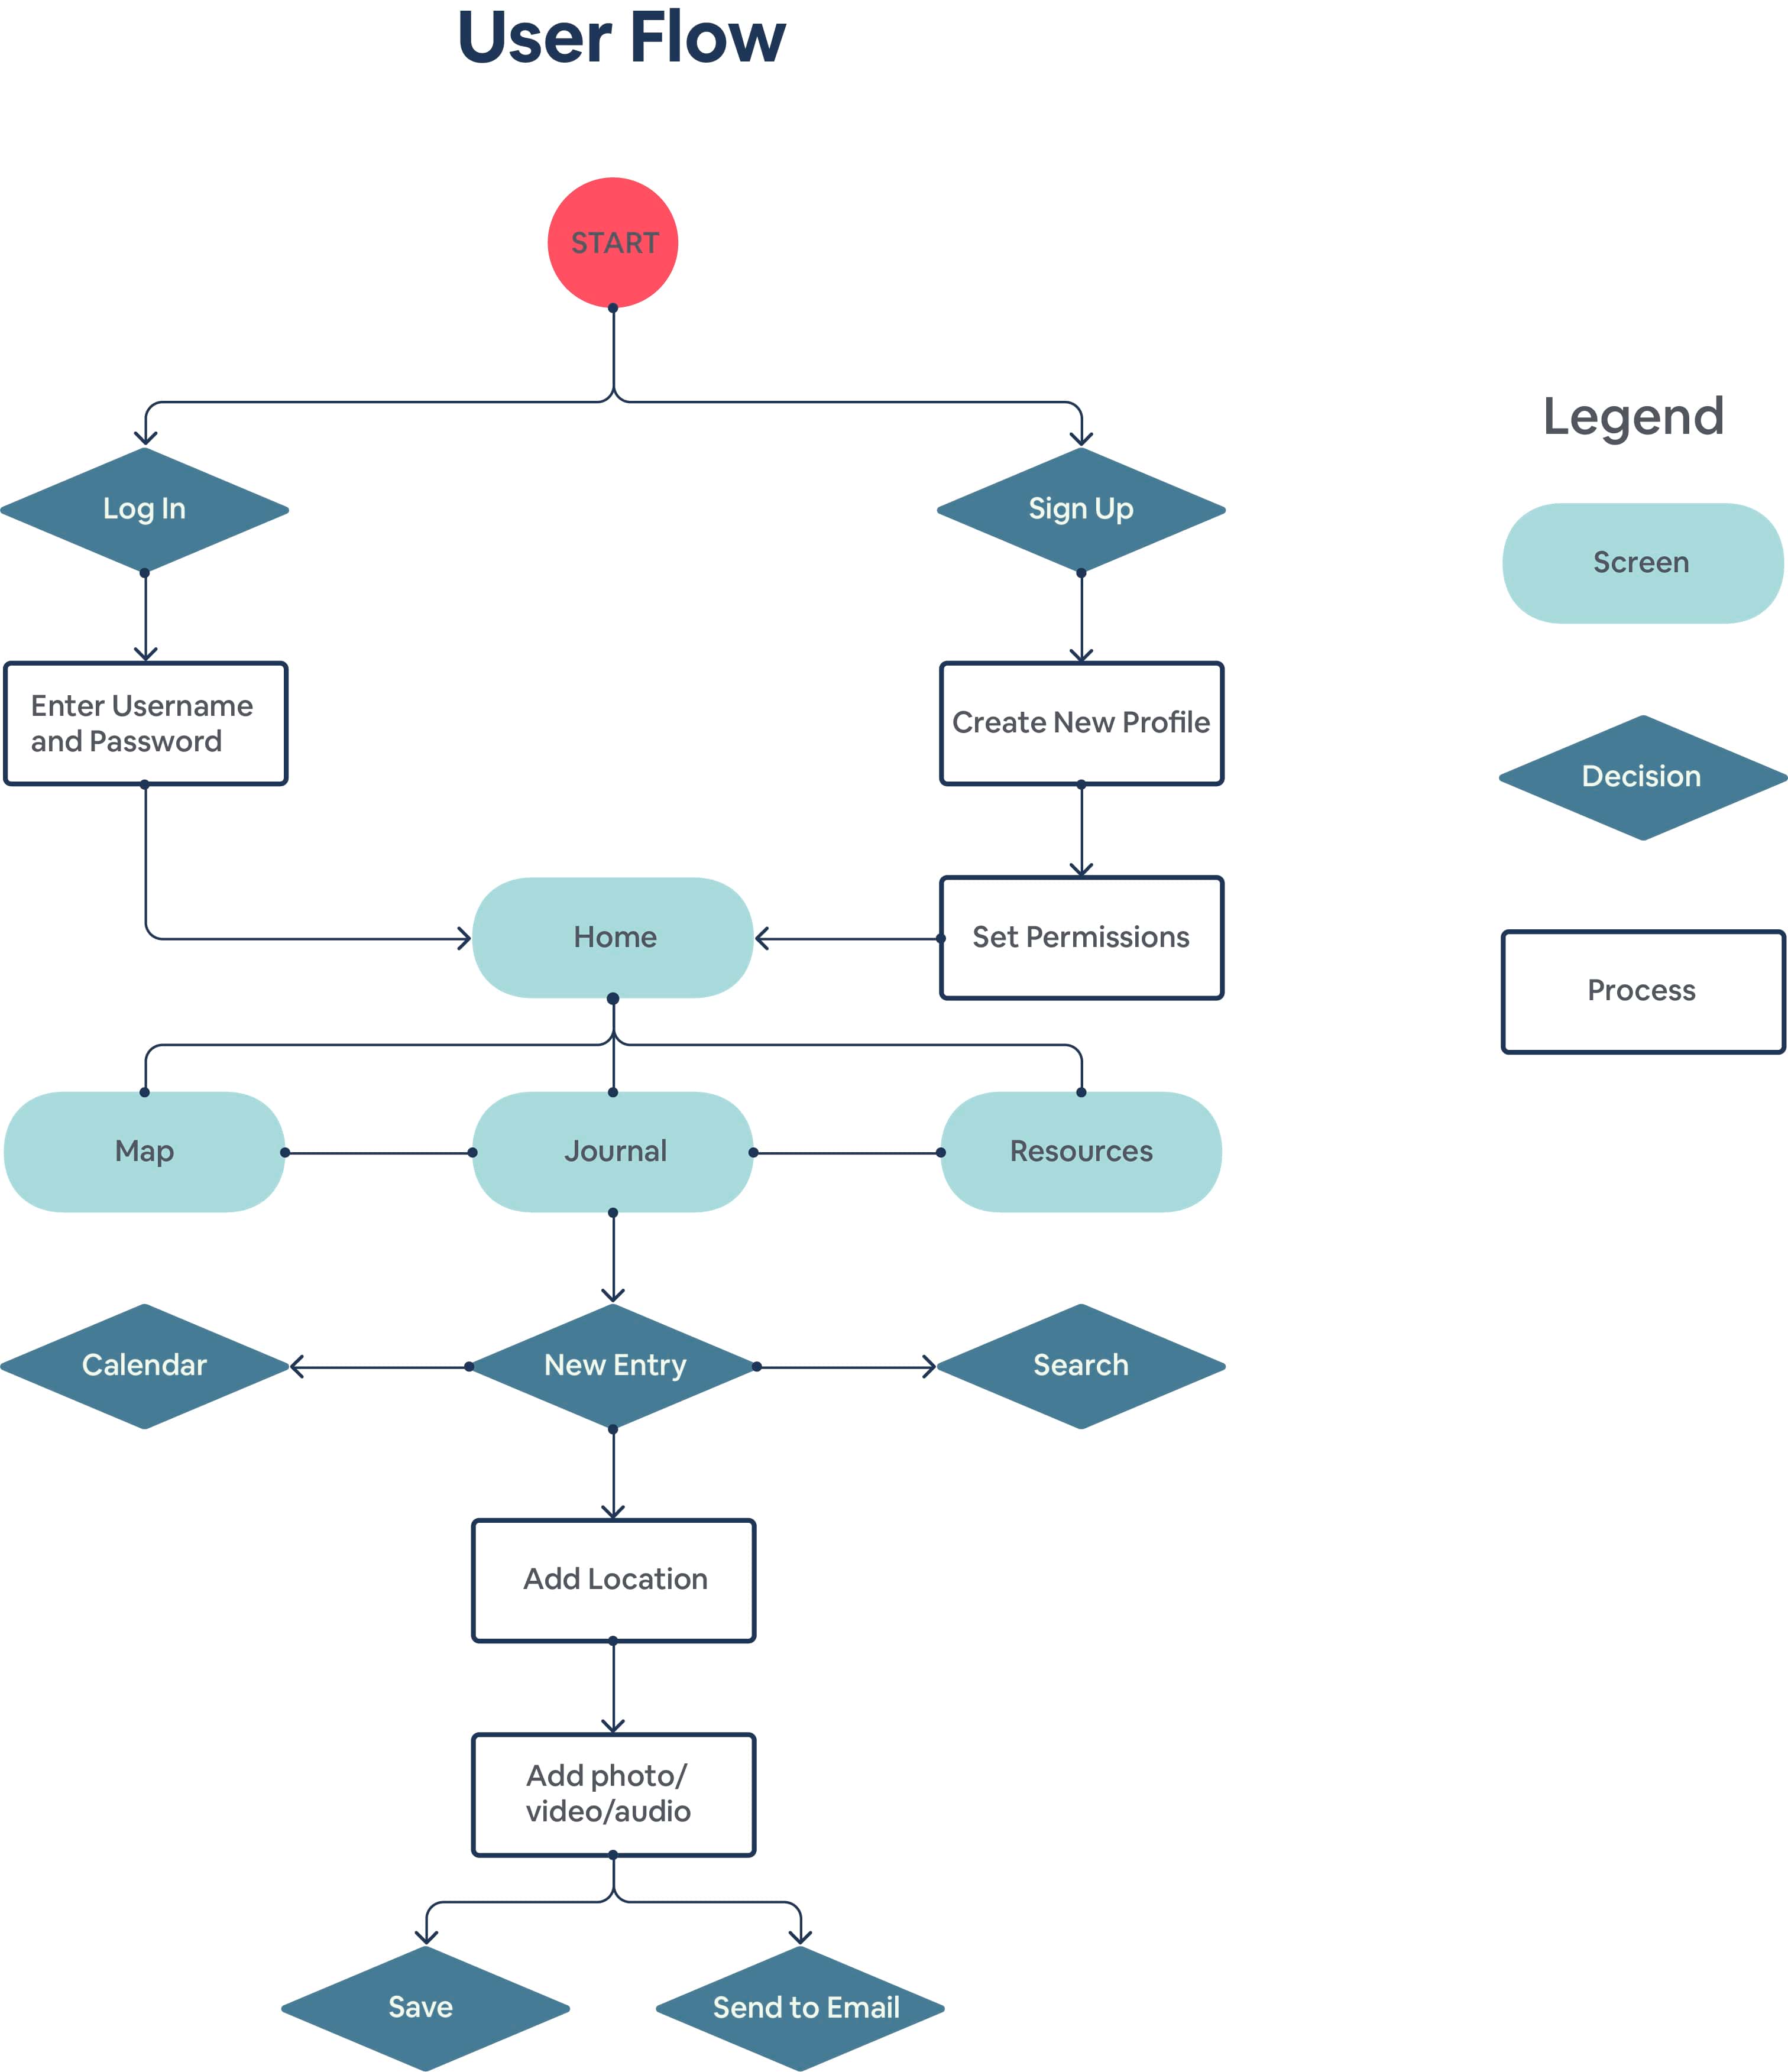 User Flow
START
Log In
Sign Up
Legend
Screen
Enter Username
and Password
Create New Profile
Decision
Home
Set Permissions
Process
Map
Journal
Resources
Calendar
New Entry
Search
Add Location
Add photo/
video/audio
Save
Send to Email